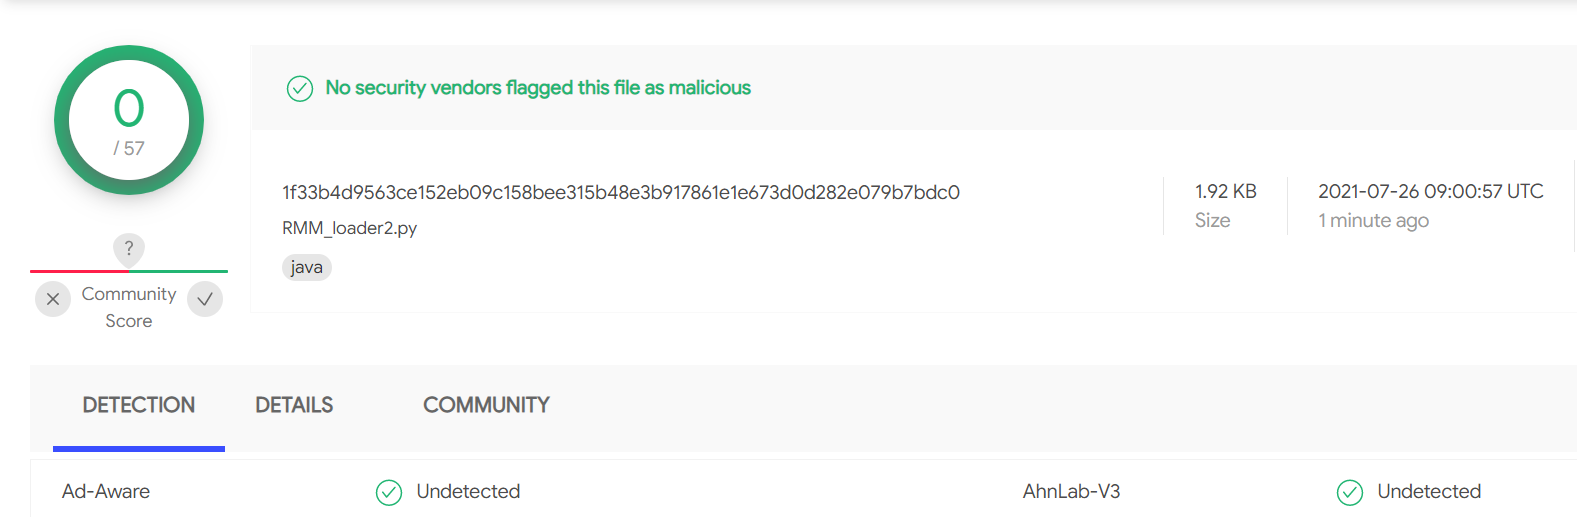 0
/ 57
?
Community
Score
No security vendors flagged this file as malicious
1f33b4d9563ce152eb09c158bee315b48e3b917861e1e673d0d282e079b7bdc0
RMM_loader2.py
java
1.92 KB
Size
2021-07-26 09:00:57 UTC
1 minute ago
DETECTION DETAILS COMMUNITY
Ad-Aware Undetected AhnLab-V3 Undetected